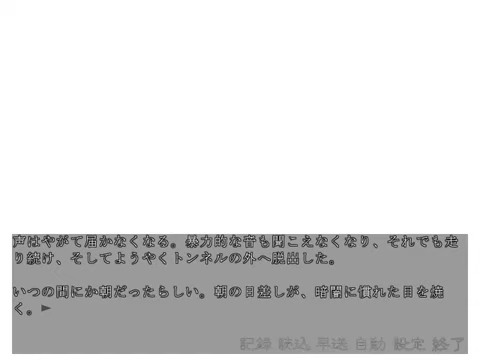 声はやがて届かなくなる。暴力的な音も聞こえなくなり、それでも走
り続け、そしてようやくトンネルの外へ脱出した。
いつの間にか朝だったらしい。朝の日差しが、暗闇に慣れた目を焼
く。►
記録 読込 早送 自動 設定 終了